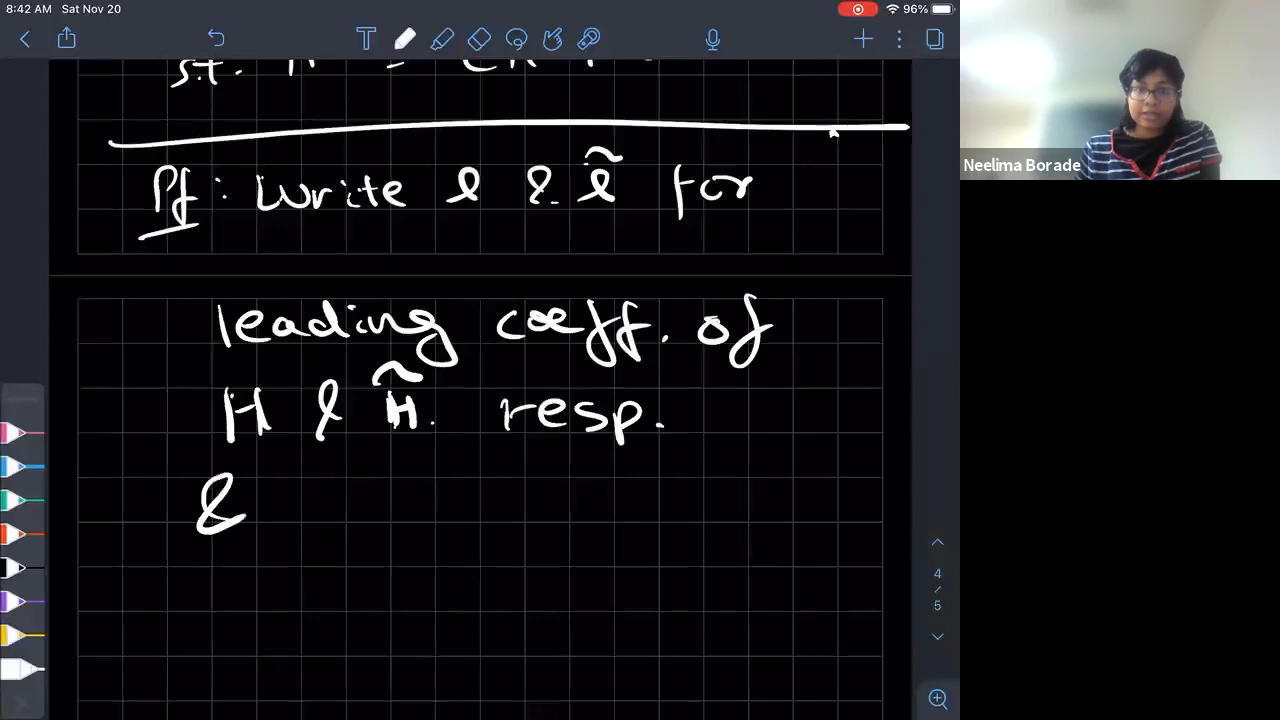 8:42 AM Sat Nov 20
96%
T
s.t.
Neelima Borade
Pf : Write l & l̃ for
leading coeff. of
H & H̃. resp.
&
4
/
5